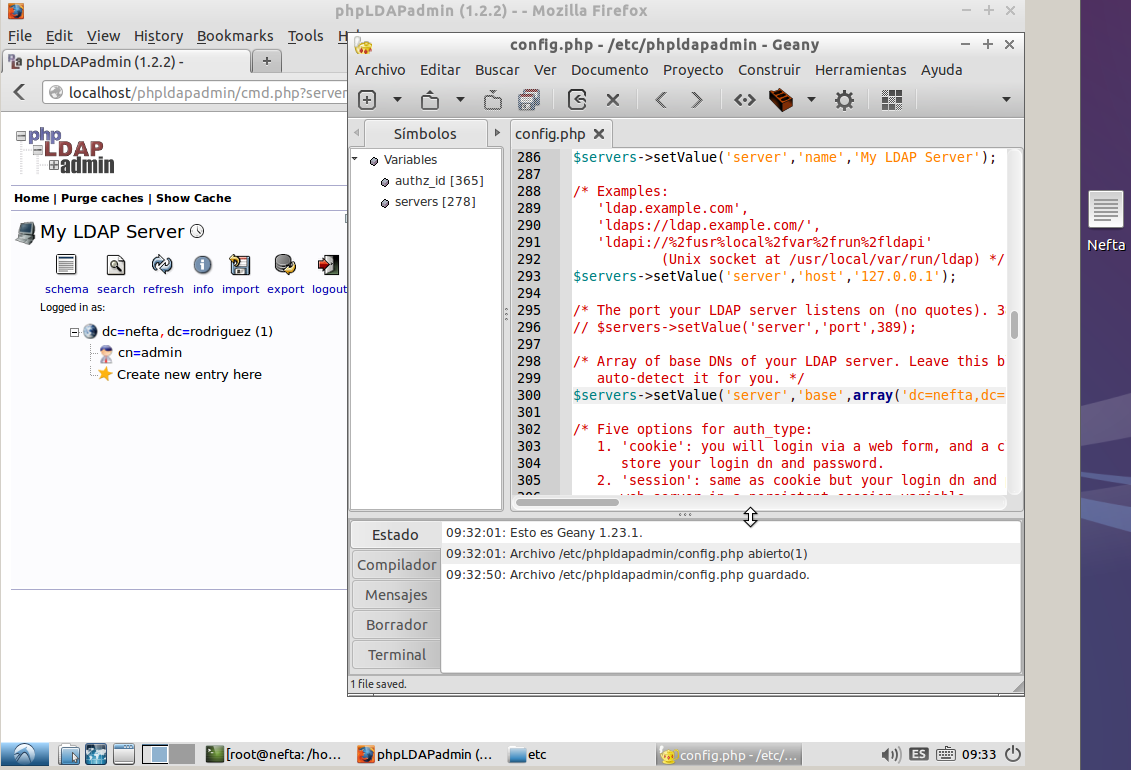 phpLDAPadmin (1.2.2) - - Mozilla Firefox
File Edit View History Bookmarks Tools
phpLDAPadmin (1.2.2) -
localhost/phpldapadmin/cmd.php?server
php
LDAP
admin
Home | Purge caches | Show Cache
My LDAP Server
schema search refresh info import export logout
Logged in as:
dc=nefta, dc=rodriguez (1)
cn=admin
Create new entry here
config.php - /etc/phpldapadmin - Geany
Archivo Editar Buscar Ver Documento Proyecto Construir Herramientas Ayuda
Símbolos
config.php
Variables
authz_id [365]
servers [278]
286 $servers->setValue('server','name','My LDAP Server');
287
288 /* Examples:
289 'ldap.example.com',
290 'ldaps://ldap.example.com/',
291 'ldapi://%2fusr%local%2fvar%2frun%2fldapi'
292 (Unix socket at /usr/local/var/run/ldap) */
293 $servers->setValue('server','host','127.0.0.1');
294
295 /* The port your LDAP server listens on (no quotes). 3
296 // $servers->setValue('server','port',389);
297
298 /* Array of base DNs of your LDAP server. Leave this b
299 auto-detect it for you. */
300 $servers->setValue('server','base',array('dc=nefta,dc=
301
302 /* Five options for auth_type:
303 1. 'cookie': you will login via a web form, and a c
304 store your login dn and password.
305 2. 'session': same as cookie but your login dn and
Estado
Compilador
Mensajes
Borrador
Terminal
09:32:01: Esto es Geany 1.23.1.
09:32:01: Archivo /etc/phpldapadmin/config.php abierto(1)
09:32:50: Archivo /etc/phpldapadmin/config.php guardado.
1 file saved.
Nefta
[root@nefta: /ho... phpLDAPadmin (... etc config.php - /etc/... ES 09:33